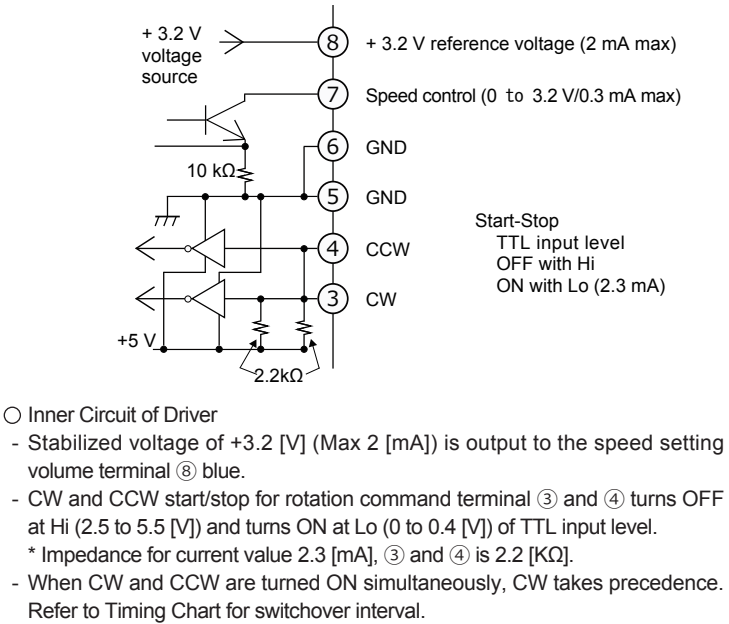 + 3.2 V
voltage
source
⑧ + 3.2 V reference voltage (2 mA max)
⑦ Speed control (0 to 3.2 V/0.3 mA max)
⑥ GND
10 kΩ
⑤ GND
Start-Stop
④ CCW
TTL input level
OFF with Hi
ON with Lo (2.3 mA)
③ CW
+5 V
2.2kΩ
○ Inner Circuit of Driver
- Stabilized voltage of +3.2 [V] (Max 2 [mA]) is output to the speed setting
volume terminal ⑧ blue.
- CW and CCW start/stop for rotation command terminal ③ and ④ turns OFF
at Hi (2.5 to 5.5 [V]) and turns ON at Lo (0 to 0.4 [V]) of TTL input level.
* Impedance for current value 2.3 [mA], ③ and ④ is 2.2 [KΩ].
- When CW and CCW are turned ON simultaneously, CW takes precedence.
Refer to Timing Chart for switchover interval.